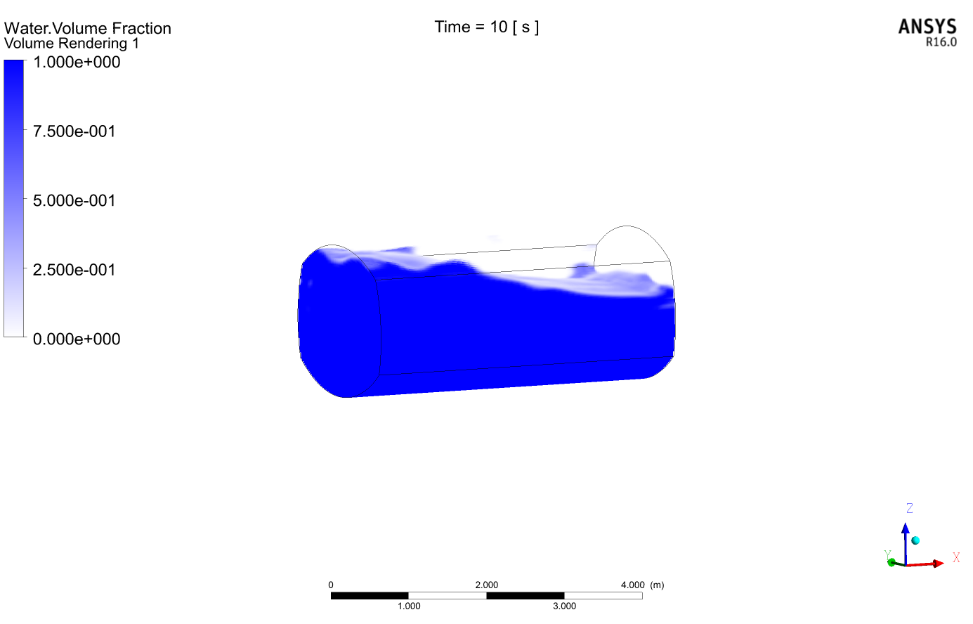 Water.Volume Fraction
Volume Rendering 1
Time = 10 [ s ]
ANSYS
R16.0
1.000e+000
7.500e-001
5.000e-001
2.500e-001
0.000e+000
Z
Y
X
0 2.000 4.000 (m)
1.000 3.000